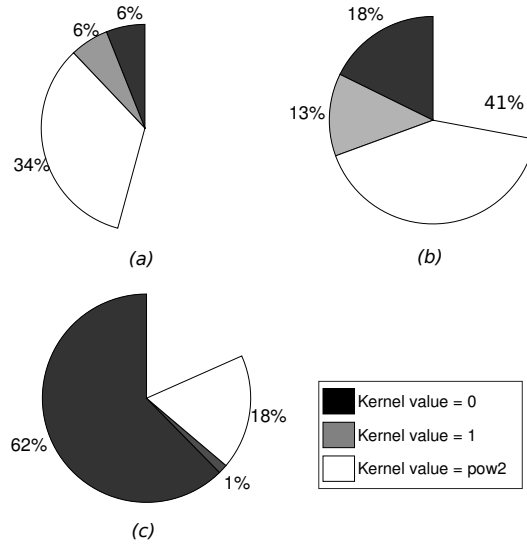 6%
6%
34%
(a)
18%
13%
41%
(b)
62%
18%
1%
(c)
Kernel value = 0
Kernel value = 1
Kernel value = pow2